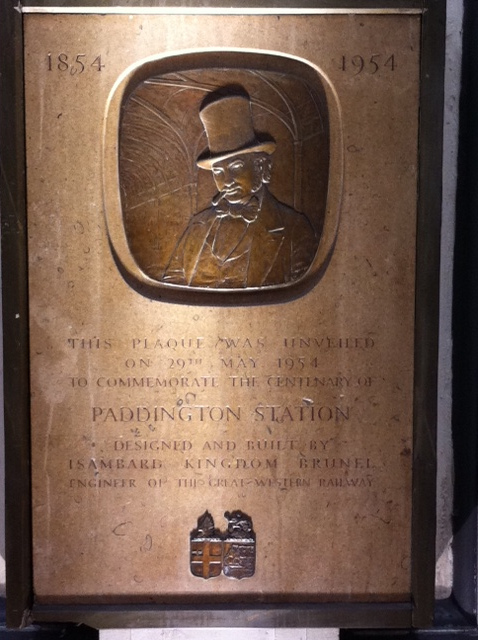 1854 1954
THIS PLAQUE WAS UNVEILED
ON 29TH MAY 1954
TO COMMEMORATE THE CENTENARY OF
PADDINGTON STATION
DESIGNED AND BUILT BY
ISAMBARD KINGDOM BRUNEL
ENGINEER OF THE GREAT WESTERN RAILWAY